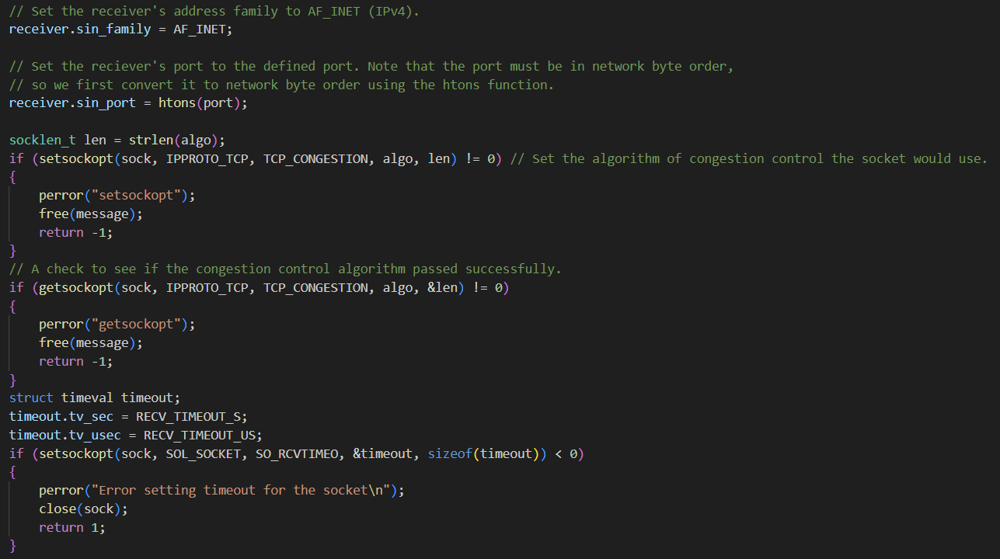 // Set the receiver's address family to AF_INET (IPv4).
receiver.sin_family = AF_INET;
// Set the reciever's port to the defined port. Note that the port must be in network byte order,
// so we first convert it to network byte order using the htons function.
receiver.sin_port = htons(port);
socklen_t len = strlen(algo);
if (setsockopt(sock, IPPROTO_TCP, TCP_CONGESTION, algo, len) != 0) // Set the algorithm of congestion control the socket would use.
{
    perror("setsockopt");
    free(message);
    return -1;
}
// A check to see if the congestion control algorithm passed successfully.
if (getsockopt(sock, IPPROTO_TCP, TCP_CONGESTION, algo, &len) != 0)
{
    perror("getsockopt");
    free(message);
    return -1;
}
struct timeval timeout;
timeout.tv_sec = RECV_TIMEOUT_S;
timeout.tv_usec = RECV_TIMEOUT_US;
if (setsockopt(sock, SOL_SOCKET, SO_RCVTIMEO, &timeout, sizeof(timeout)) < 0)
{
    perror("Error setting timeout for the socket\n");
    close(sock);
    return 1;
}